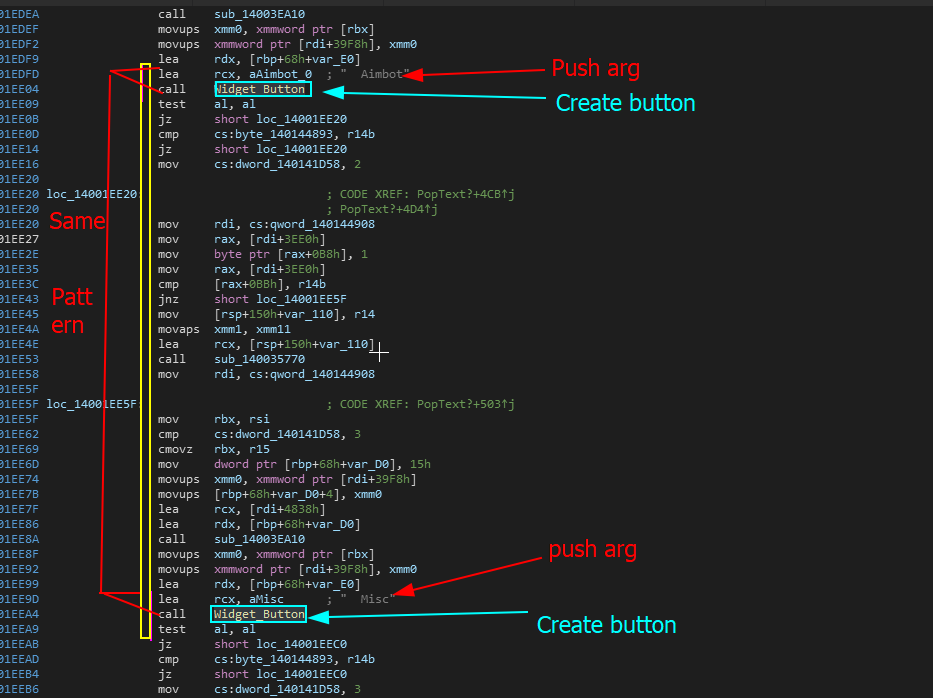 01EDEA call sub_14003EA10
01EDEF movups xmm0, xmmword ptr [rbx]
01EDF2 movups xmmword ptr [rdi+39F8h], xmm0
01EDF9 lea rdx, [rbp+68h+var_E0]
01EDFD lea rcx, aAimbot_0 ; "  Aimbot" Push arg
01EE04 call Widget_Button Create button
01EE09 test al, al
01EE0B jz short loc_14001EE20
01EE0D cmp cs:byte_140144893, r14b
01EE14 jz short loc_14001EE20
01EE16 mov cs:dword_140141D58, 2
01EE20
01EE20 loc_14001EE20 ; CODE XREF: PopText?+4CB↑j
01EE20 ; PopText?+4D4↑j
Same
01EE20 mov rdi, cs:qword_140144908
01EE27 mov rax, [rdi+3EE0h]
01EE2E mov byte ptr [rax+0B8h], 1
01EE35 mov rax, [rdi+3EE0h]
01EE3C cmp [rax+0BBh], r14b
Patt
01EE43 jnz short loc_14001EE5F
01EE45 mov [rsp+150h+var_110], r14
ern
01EE4A movaps xmm1, xmm11
01EE4E lea rcx, [rsp+150h+var_110]
01EE53 call sub_140035770
01EE58 mov rdi, cs:qword_140144908
01EE5F
01EE5F loc_14001EE5F ; CODE XREF: PopText?+503↑j
01EE5F mov rbx, rsi
01EE62 cmp cs:dword_140141D58, 3
01EE69 cmovz rbx, r15
01EE6D mov dword ptr [rbp+68h+var_D0], 15h
01EE74 movups xmm0, xmmword ptr [rdi+39F8h]
01EE7B movups [rbp+68h+var_D0+4], xmm0
01EE7F lea rcx, [rdi+4838h]
01EE86 lea rdx, [rbp+68h+var_D0]
01EE8A call sub_14003EA10
01EE8F movups xmm0, xmmword ptr [rbx] push arg
01EE92 movups xmmword ptr [rdi+39F8h], xmm0
01EE99 lea rdx, [rbp+68h+var_E0]
01EE9D lea rcx, aMisc ; "  Misc"
01EEA4 call Widget_Button Create button
01EEA9 test al, al
01EEAB jz short loc_14001EEC0
01EEAD cmp cs:byte_140144893, r14b
01EEB4 jz short loc_14001EEC0
01EEB6 mov cs:dword_140141D58, 3